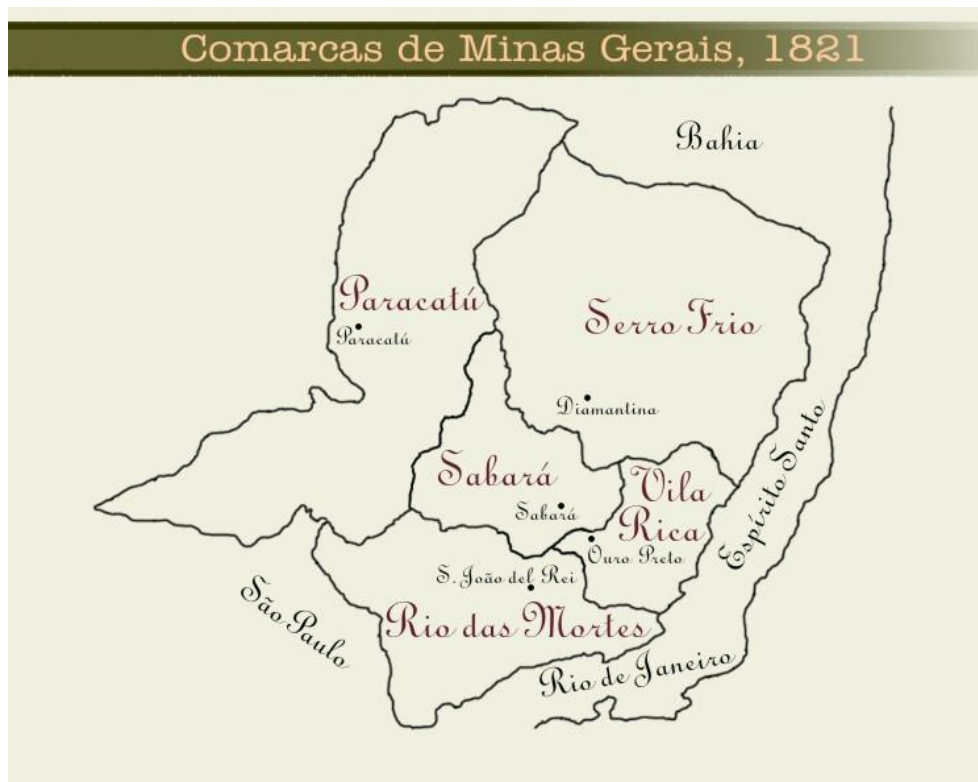 Comarcas de Minas Gerais, 1821
Bahia
Paracatú
Paracatú
Serro Frio
Diamantina
Sabará
Sabará
Vila
Rica
Ouro Preto
Espírito Santo
S. João del Rei
Rio das Mortes
São Paulo
Rio de Janeiro